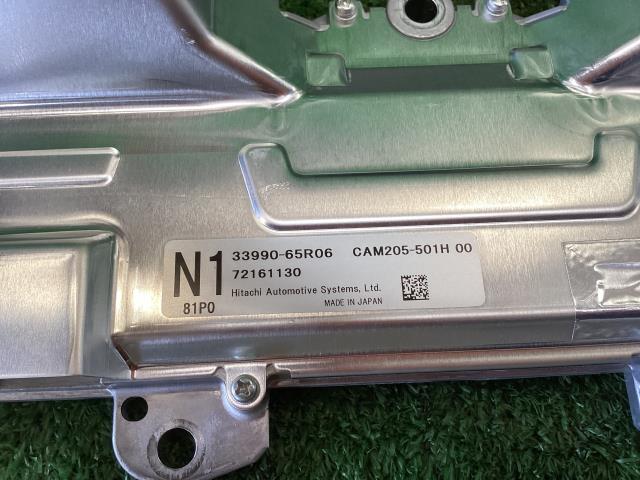 N1 33990-65R06 CAM205-501H 00
72161130
Hitachi Automotive Systems, Ltd.
81P0 MADE IN JAPAN